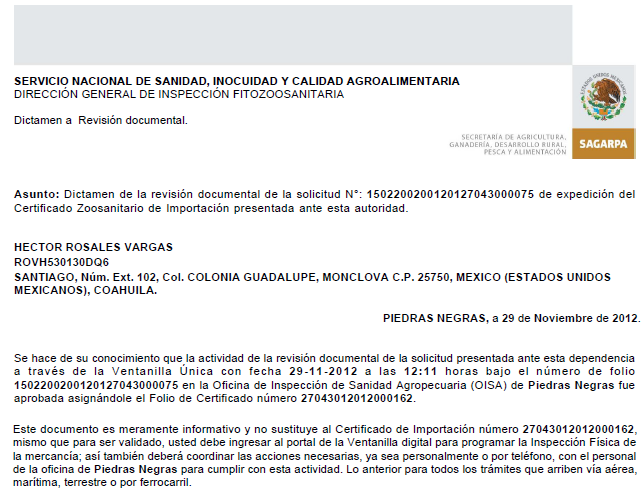 SERVICIO NACIONAL DE SANIDAD, INOCUIDAD Y CALIDAD AGROALIMENTARIA
DIRECCIÓN GENERAL DE INSPECCIÓN FITOZOOSANITARIA
Dictamen a Revisión documental.
ESTADOS UNIDOS MEXICANOS
SECRETARÍA DE AGRICULTURA,
GANADERÍA, DESARROLLO RURAL,
PESCA Y ALIMENTACIÓN
SAGARPA
Asunto: Dictamen de la revisión documental de la solicitud N°: 1502200200120127043000075 de expedición del
Certificado Zoosanitario de Importación presentada ante esta autoridad.
HECTOR ROSALES VARGAS
ROVH530130DQ6
SANTIAGO, Núm. Ext. 102, Col. COLONIA GUADALUPE, MONCLOVA C.P. 25750, MEXICO (ESTADOS UNIDOS
MEXICANOS), COAHUILA.
PIEDRAS NEGRAS, a 29 de Noviembre de 2012.
Se hace de su conocimiento que la actividad de la revisión documental de la solicitud presentada ante esta dependencia
a través de la Ventanilla Única con fecha 29-11-2012 a las 12:11 horas bajo el número de folio
1502200200120127043000075 en la Oficina de Inspección de Sanidad Agropecuaria (OISA) de Piedras Negras fue
aprobada asignándole el Folio de Certificado número 27043012012000162.
Este documento es meramente informativo y no sustituye al Certificado de Importación número 27043012012000162,
mismo que para ser validado, usted debe ingresar al portal de la Ventanilla digital para programar la Inspección Física de
la mercancía; así también deberá coordinar las acciones necesarias, ya sea personalmente o por teléfono, con el personal
de la oficina de Piedras Negras para cumplir con esta actividad. Lo anterior para todos los trámites que arriben vía aérea,
marítima, terrestre o por ferrocarril.